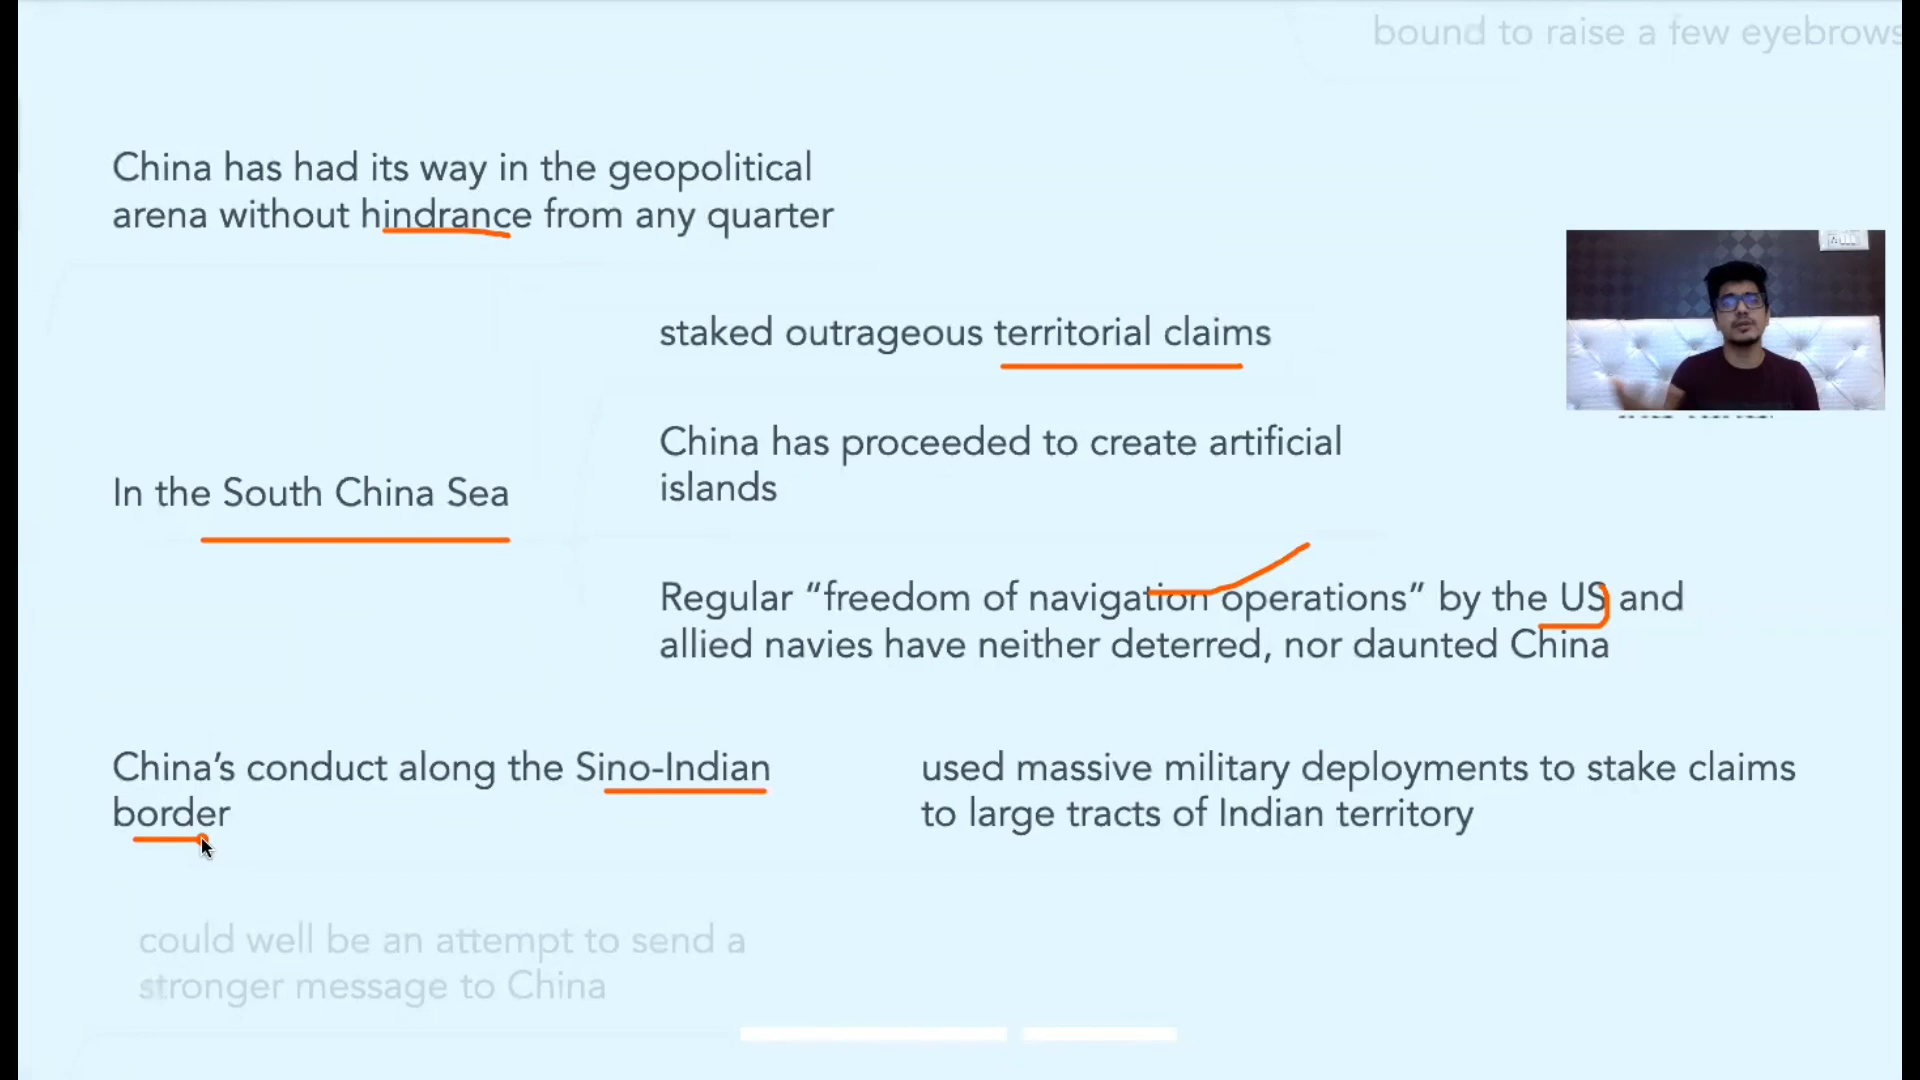 bound to raise a few eyebrows
China has had its way in the geopolitical
arena without hindrance from any quarter
staked outrageous territorial claims
China has proceeded to create artificial
islands
In the South China Sea
Regular “freedom of navigation operations” by the US and
allied navies have neither deterred, nor daunted China
China’s conduct along the Sino-Indian
border
used massive military deployments to stake claims
to large tracts of Indian territory
could well be an attempt to send a
stronger message to China